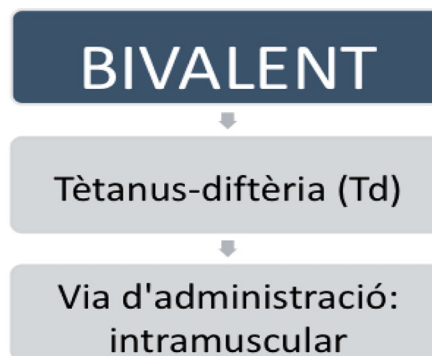 BIVALENT
Tètanus-diftèria (Td)
Via d'administració:
intramuscular